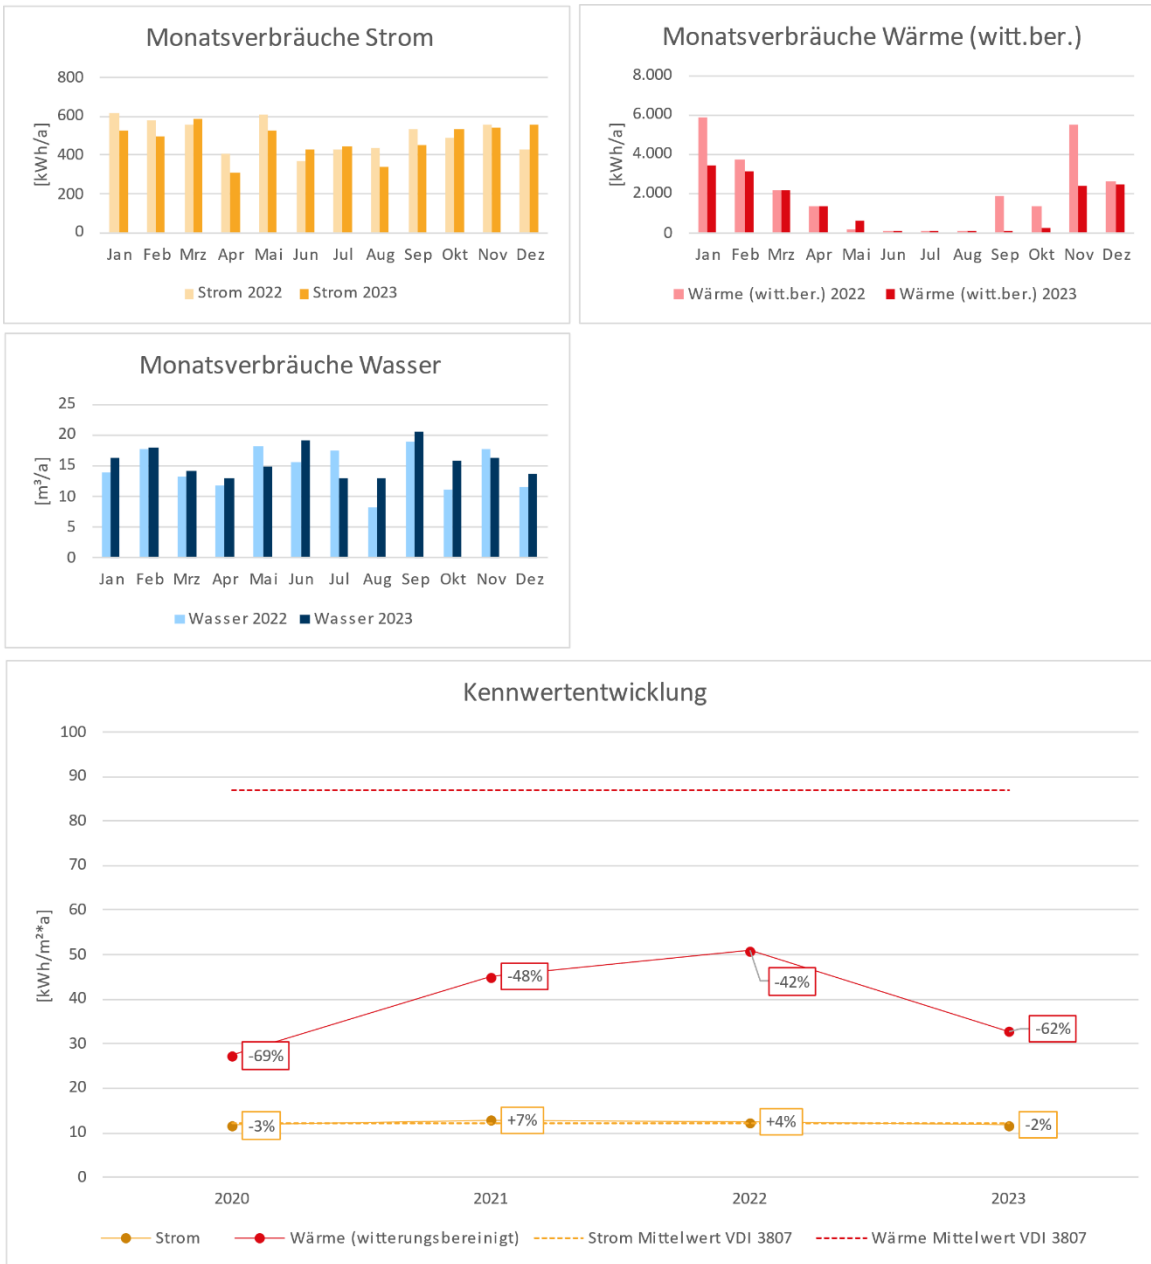 Monatsverbräuche Strom
[kWh/a]
800
600
400
200
0
Jan Feb Mrz Apr Mai Jun Jul Aug Sep Okt Nov Dez
Strom 2022 Strom 2023
Monatsverbräuche Wärme (witt.ber.)
[kWh/a]
8.000
6.000
4.000
2.000
0
Jan Feb Mrz Apr Mai Jun Jul Aug Sep Okt Nov Dez
Wärme (witt.ber.) 2022 Wärme (witt.ber.) 2023
Monatsverbräuche Wasser
[m³/a]
25
20
15
10
5
0
Jan Feb Mrz Apr Mai Jun Jul Aug Sep Okt Nov Dez
Wasser 2022 Wasser 2023
Kennwertentwicklung
[kWh/m²*a]
100
90
80
70
60
50
40
30
20
10
0
-69%
-48%
-42%
-62%
-3%
+7%
+4%
-2%
2020 2021 2022 2023
Strom Wärme (witterungsbereinigt) Strom Mittelwert VDI 3807 Wärme Mittelwert VDI 3807